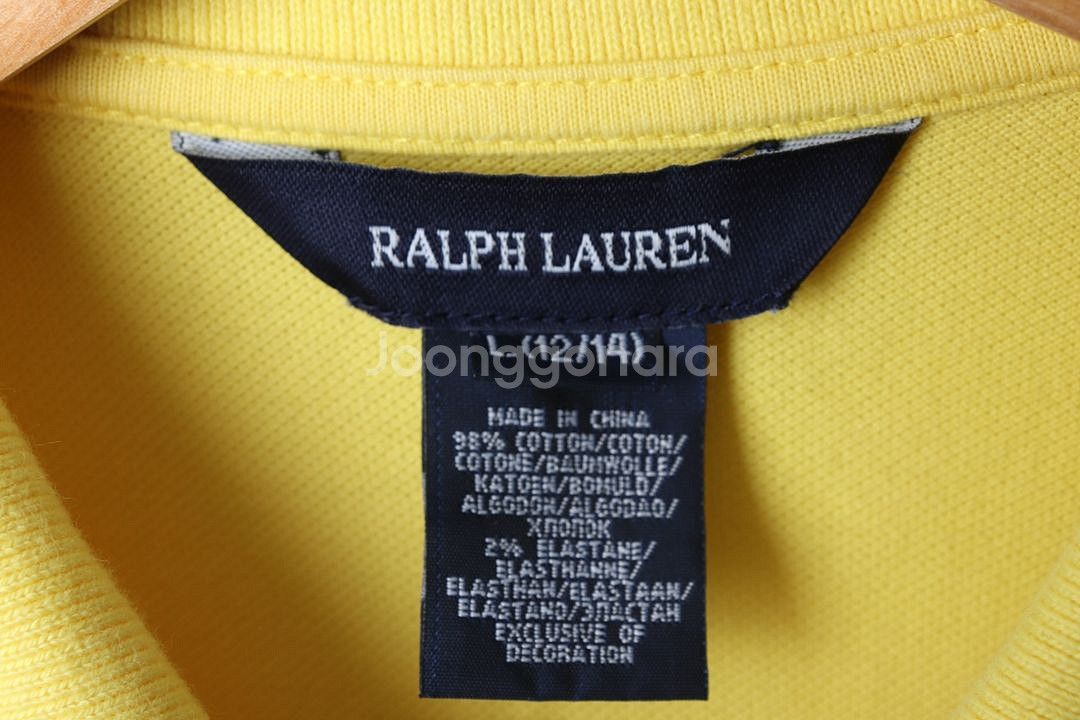 RALPH LAUREN
L (12/14)
Joonggonara
MADE IN CHINA
98% COTTON/COTON/
COTONE/BAUMWOLLE/
KATOEN/BOMULD/
ALGODON/ALGODAO/
ХЛОПОК
2% ELASTANE/
ELASTHANNE/
ELASTHAN/ELASTAAN/
ELASTANO/ЭЛАСТАН
EXCLUSIVE OF
DECORATION